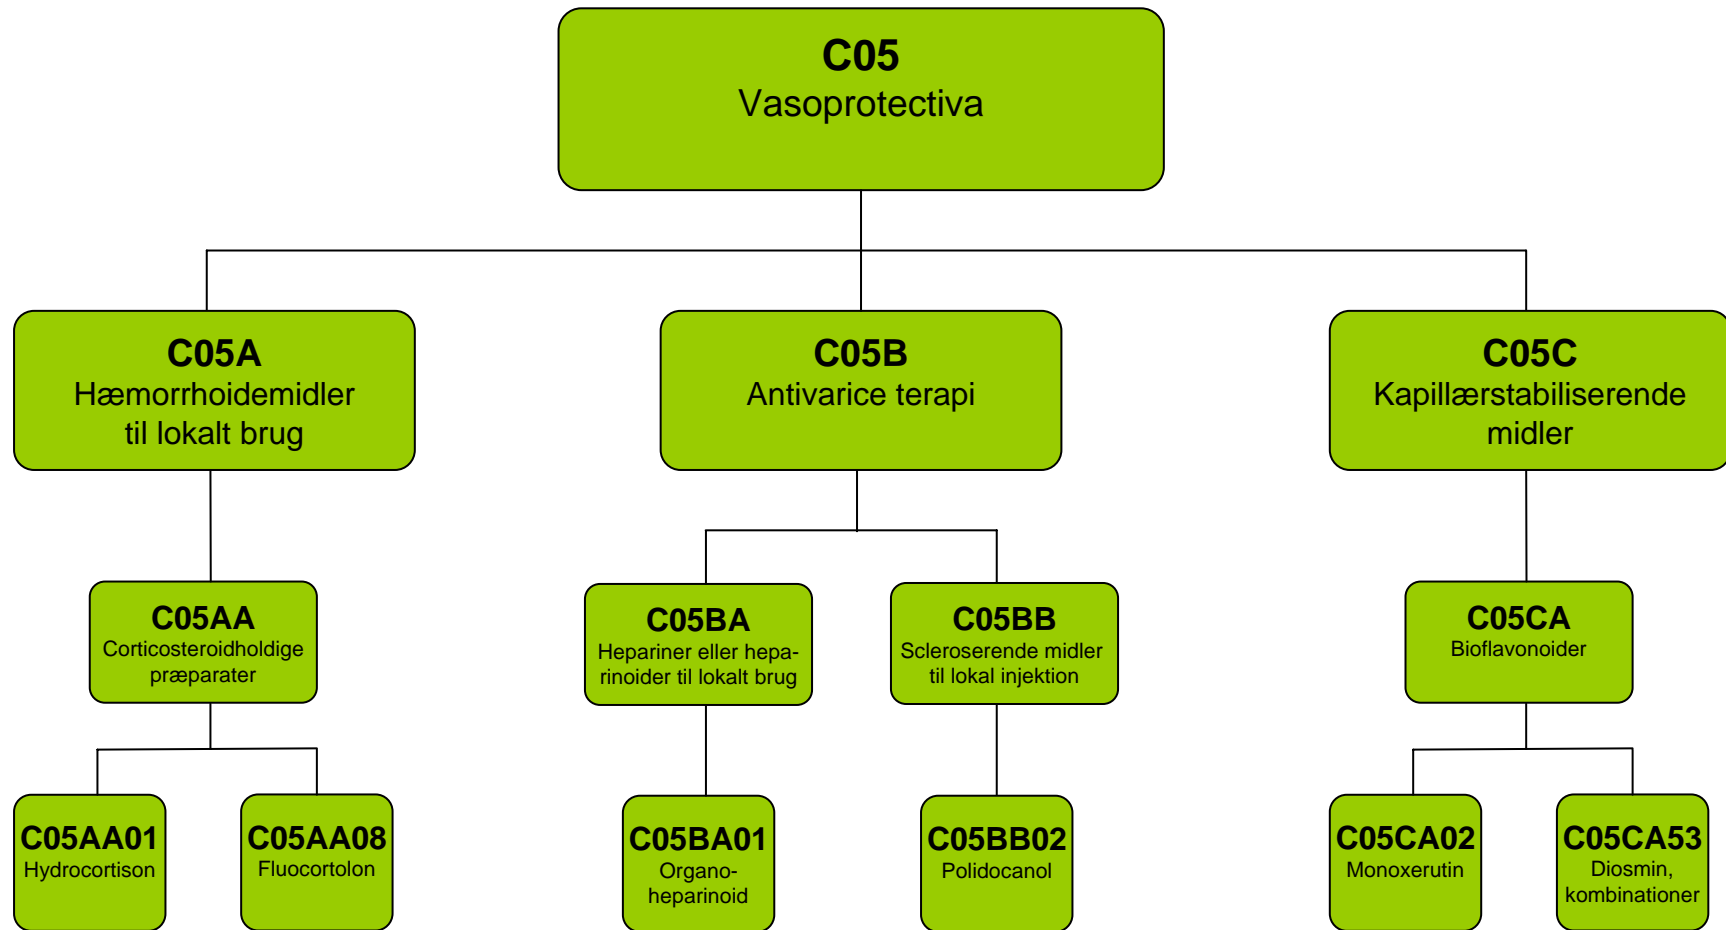 C05
Vasoprotectiva
C05A
Hæmorrhoidemidler
til lokalt brug
C05B
Antivarice terapi
C05C
Kapillærstabiliserende
midler
C05AA
Corticosteroidholdige
præparater
C05BA
Hepariner eller hepa-
rinoider til lokalt brug
C05BB
Scleroserende midler
til lokal injektion
C05CA
Bioflavonoider
C05AA01
Hydrocortison
C05AA08
Fluocortolon
C05BA01
Organo-
heparinoid
C05BB02
Polidocanol
C05CA02
Monoxerutin
C05CA53
Diosmin,
kombinationer